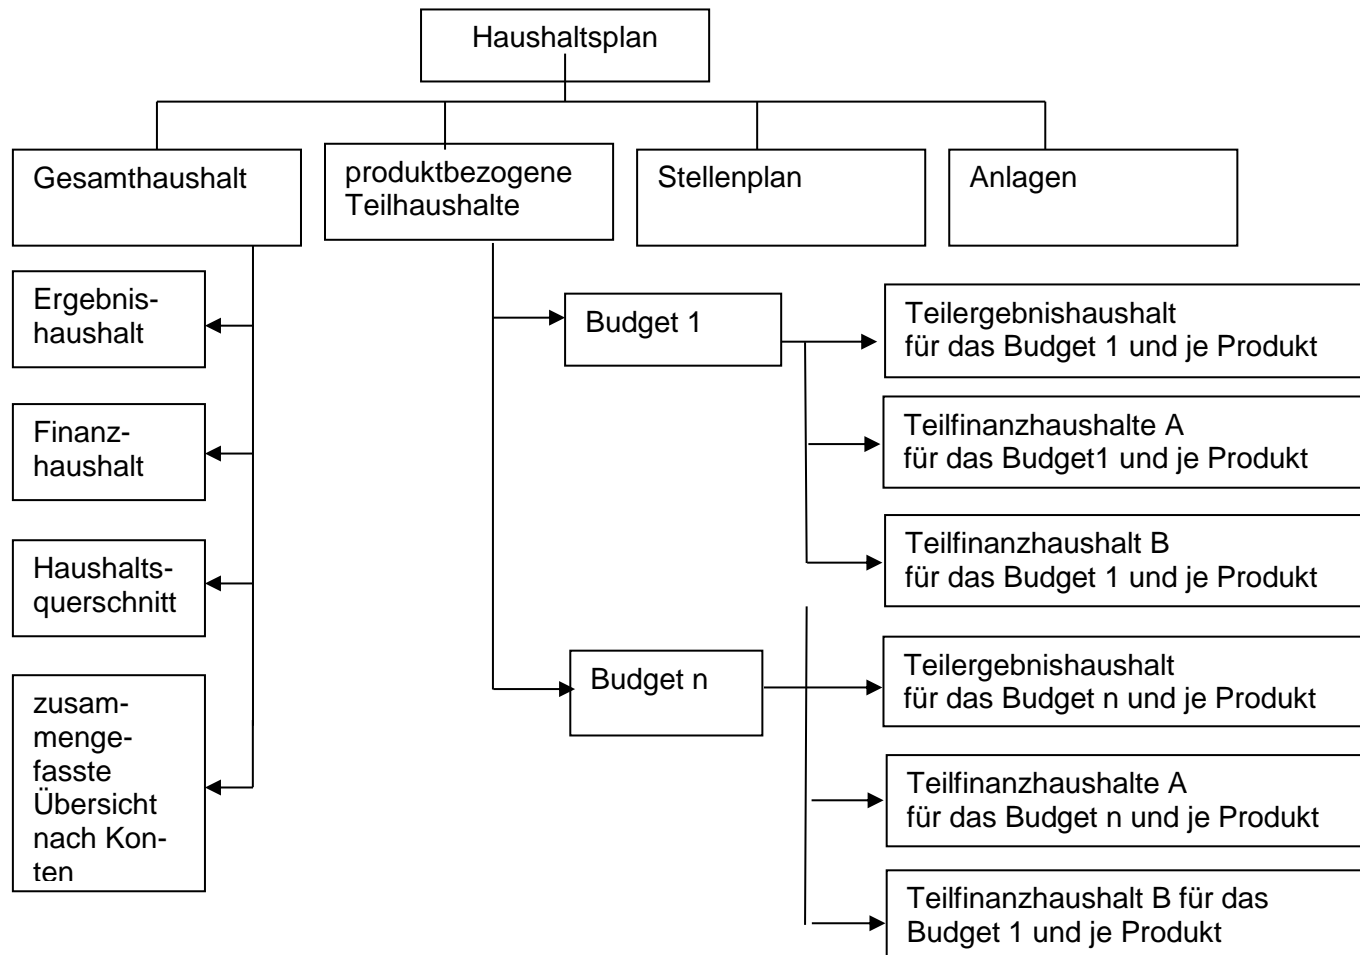 Haushaltsplan
Gesamthaushalt
produktbezogene
Teilhaushalte
Stellenplan
Anlagen
Ergebnis-
haushalt
Finanz-
haushalt
Haushalts-
querschnitt
zusam-
menge-
fasste
Übersicht
nach Kon-
ten
Budget 1
Teilergebnishaushalt
für das Budget 1 und je Produkt
Teilfinanzhaushalte A
für das Budget1 und je Produkt
Teilfinanzhaushalt B
für das Budget 1 und je Produkt
Budget n
Teilergebnishaushalt
für das Budget n und je Produkt
Teilfinanzhaushalte A
für das Budget n und je Produkt
Teilfinanzhaushalt B für das
Budget 1 und je Produkt